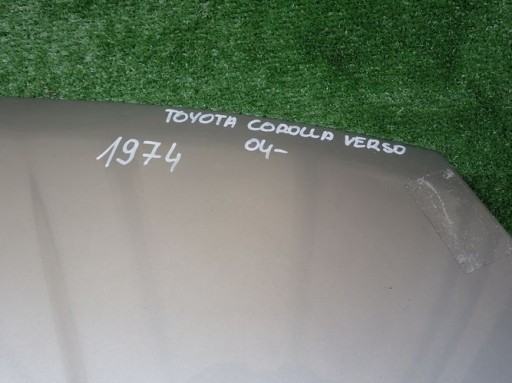 TOYOTA COROLLA VERSO
1974 04-